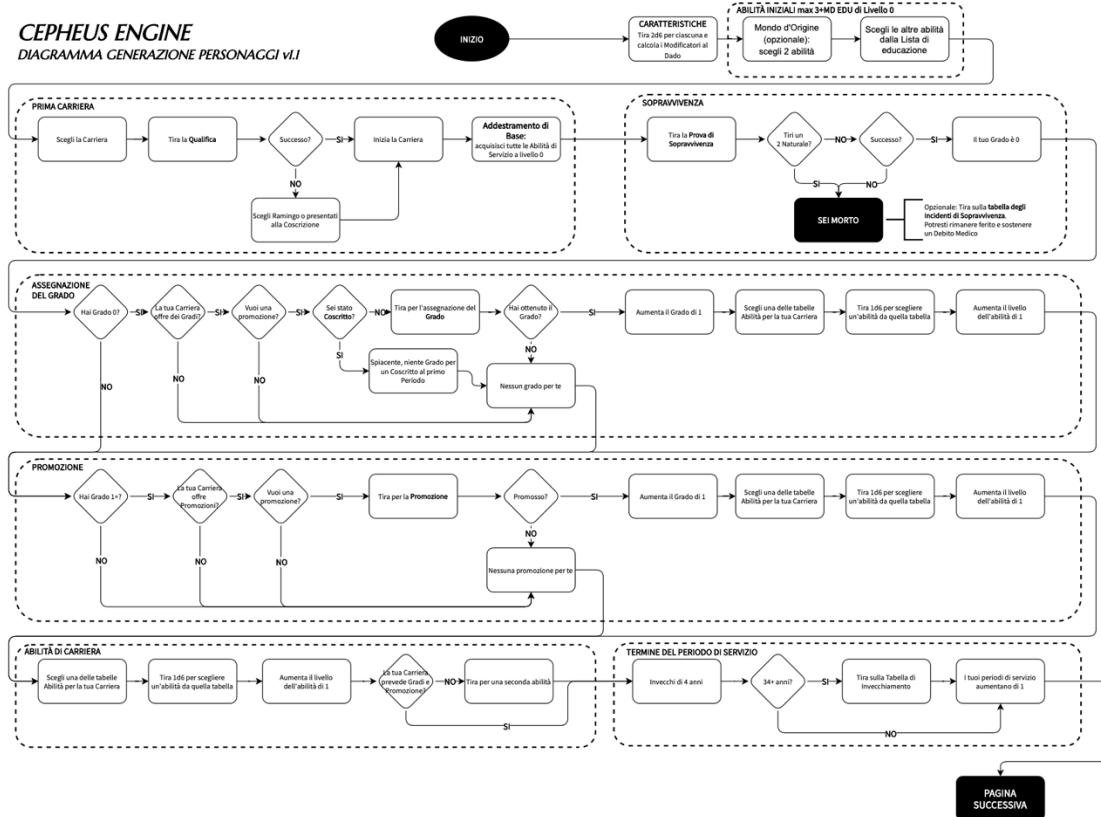 CEPHEUS ENGINE
DIAGRAMMA GENERAZIONE PERSONAGGI v1.1
INIZIO
CARATTERISTICHE
Tira 2d6 per ciascuna e
calcola i Modificatori al
Dado
ABILITÀ INIZIALI max 3+MD EDU di Livello 0
Mondo d'Origine
(opzionale):
scegli 2 abilità
Scegli le altre abilità
dalla Lista di
educazione
PRIMA CARRIERA
Scegli la Carriera
Tira la Qualifica
Successo?
SI
Inizia la Carriera
Addestramento di
Base:
acquisisci tutte le Abilità di
Servizio a livello 0
NO
Scegli Ramingo o presentati
alla Coscrizione
SOPRAVVIVENZA
Tira la Prova di
Sopravvivenza
Tiri un
2 Naturale?
NO
Successo?
SI
Il tuo Grado è 0
SI
NO
SEI MORTO
Opzionale: Tira sulla tabella degli
Incidenti di Sopravvivenza.
Potresti rimanere ferito e sostenere
un Debito Medico
ASSEGNAZIONE
DEL GRADO
Hai Grado 0?
SI
La tua Carriera
offre dei Gradi?
SI
Vuoi una
promozione?
SI
Sei stato
Coscritto?
NO
Tira per l'assegnazione del
Grado
Hai ottenuto il
Grado?
SI
Aumenta il Grado di 1
Scegli una delle tabelle
Abilità per la tua Carriera
Tira 1d6 per scegliere
un'abilità da quella tabella
Aumenta il livello
dell'abilità di 1
SI
Spiacente, niente Grado per
un Coscritto al primo
Periodo
NO
Nessun grado per te
NO
NO
NO
PROMOZIONE
Hai Grado 1+?
SI
La tua Carriera
offre
Promozioni?
SI
Vuoi una
promozione?
SI
Tira per la Promozione
Promosso?
SI
Aumenta il Grado di 1
Scegli una delle tabelle
Abilità per la tua Carriera
Tira 1d6 per scegliere
un'abilità da quella tabella
Aumenta il livello
dell'abilità di 1
NO
NO
NO
NO
Nessuna promozione per te
ABILITÀ DI CARRIERA
Scegli una delle tabelle
Abilità per la tua Carriera
Tira 1d6 per scegliere
un'abilità da quella tabella
Aumenta il livello
dell'abilità di 1
La tua Carriera
prevede Gradi e
Promozione?
NO
Tira per una seconda abilità
SI
TERMINE DEL PERIODO DI SERVIZIO
Invecchi di 4 anni
34+ anni?
SI
Tira sulla Tabella di
Invecchiamento
I tuoi periodi di servizio
aumentano di 1
NO
PAGINA
SUCCESSIVA